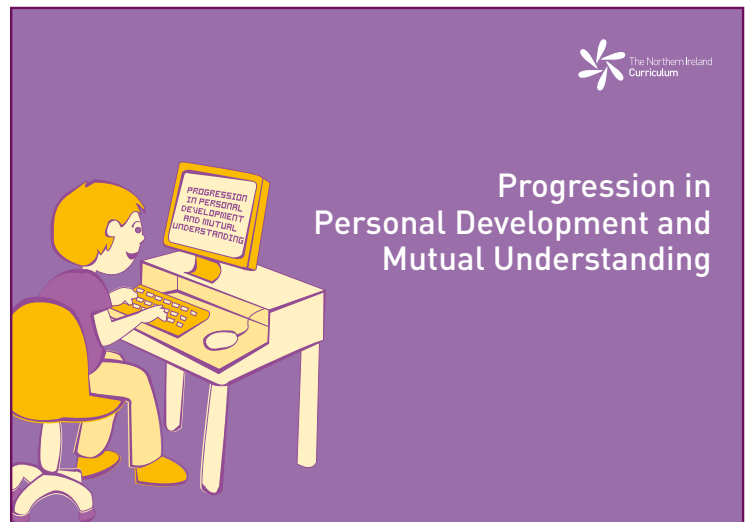 The Northern Ireland
Curriculum
Progression in
Personal Development and
Mutual Understanding
PROGRESSION
IN PERSONAL
DEVELOPMENT
AND MUTUAL
UNDERSTANDING